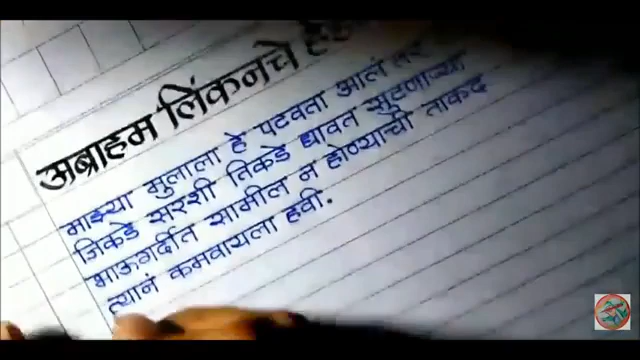 अब्राहम लिंकनचे
माझ्या मुलाला हे पटवता आलं तर
जिकडे सरशी तिकडे धावत सुटणाऱ्या
भाऊगर्दीत सामील न होण्याची ताकद
त्यानं कमवायला हवी.